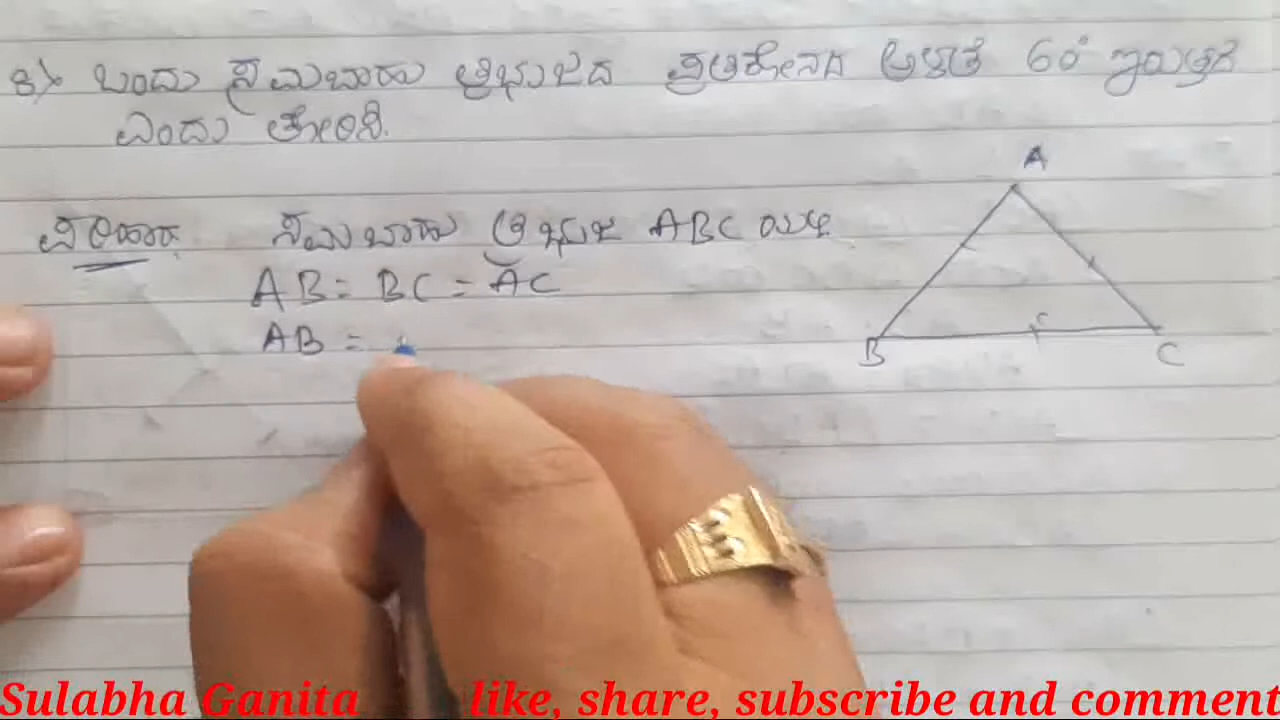 8) ಒಂದು ಸಮಬಾಹು ತ್ರಿಭುಜದ ಪ್ರತಿಕೋನದ ಅಳತೆ 60° ಇರುತ್ತದೆ
ಎಂದು ತೋರಿಸಿ.
A
ಪರಿಹಾರ ಸಮಬಾಹು ತ್ರಿಭುಜ ABC ಯಲ್ಲಿ
AB = BC = AC
AB =
B C
Sulabha Ganita like, share, subscribe and comment